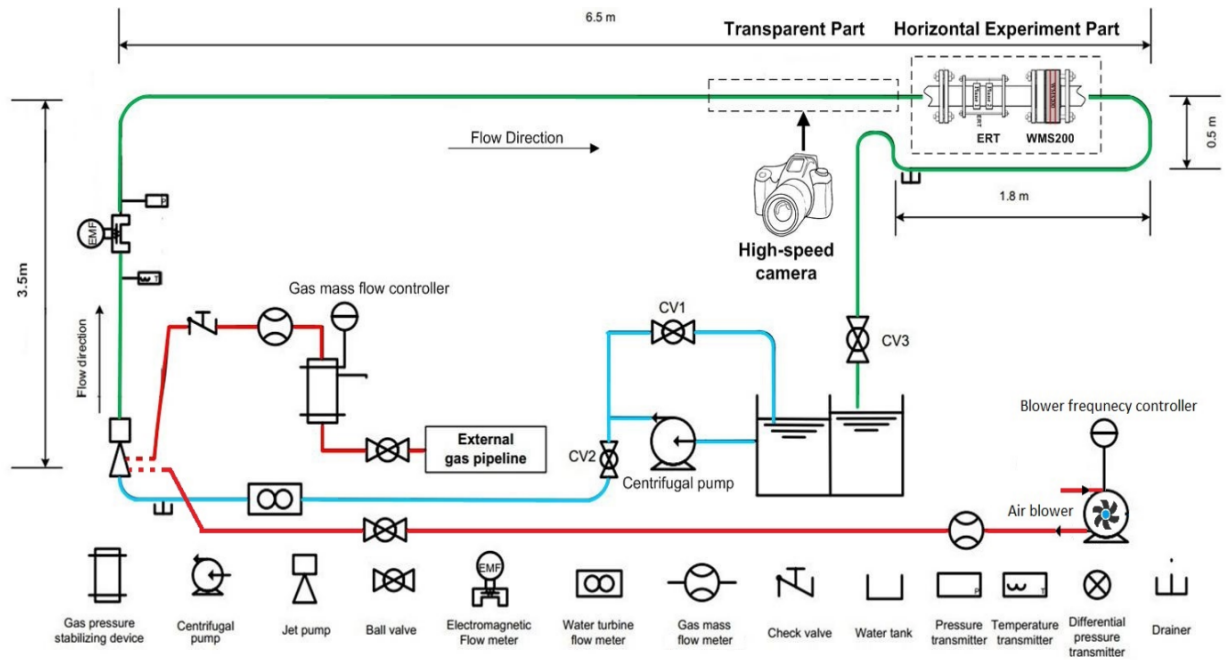 6.5 m
Transparent Part
Horizontal Experiment Part
ERT
ERT
WMS200
Flow Direction
0.5 m
1.8 m
High-speed
camera
P
EMF
T
3.5m
Flow direction
Gas mass flow controller
CV1
CV3
External
gas pipeline
CV2
Centrifugal pump
Blower frequnecy controller
Air blower
EMF
P
T
Gas pressure
stabilizing device
Centrifugal
pump
Jet pump
Ball valve
Electromagnetic
Flow meter
Water turbine
flow meter
Gas mass
flow meter
Check valve
Water tank
Pressure
transmitter
Temperature
transmitter
Differential
pressure
transmitter
Drainer